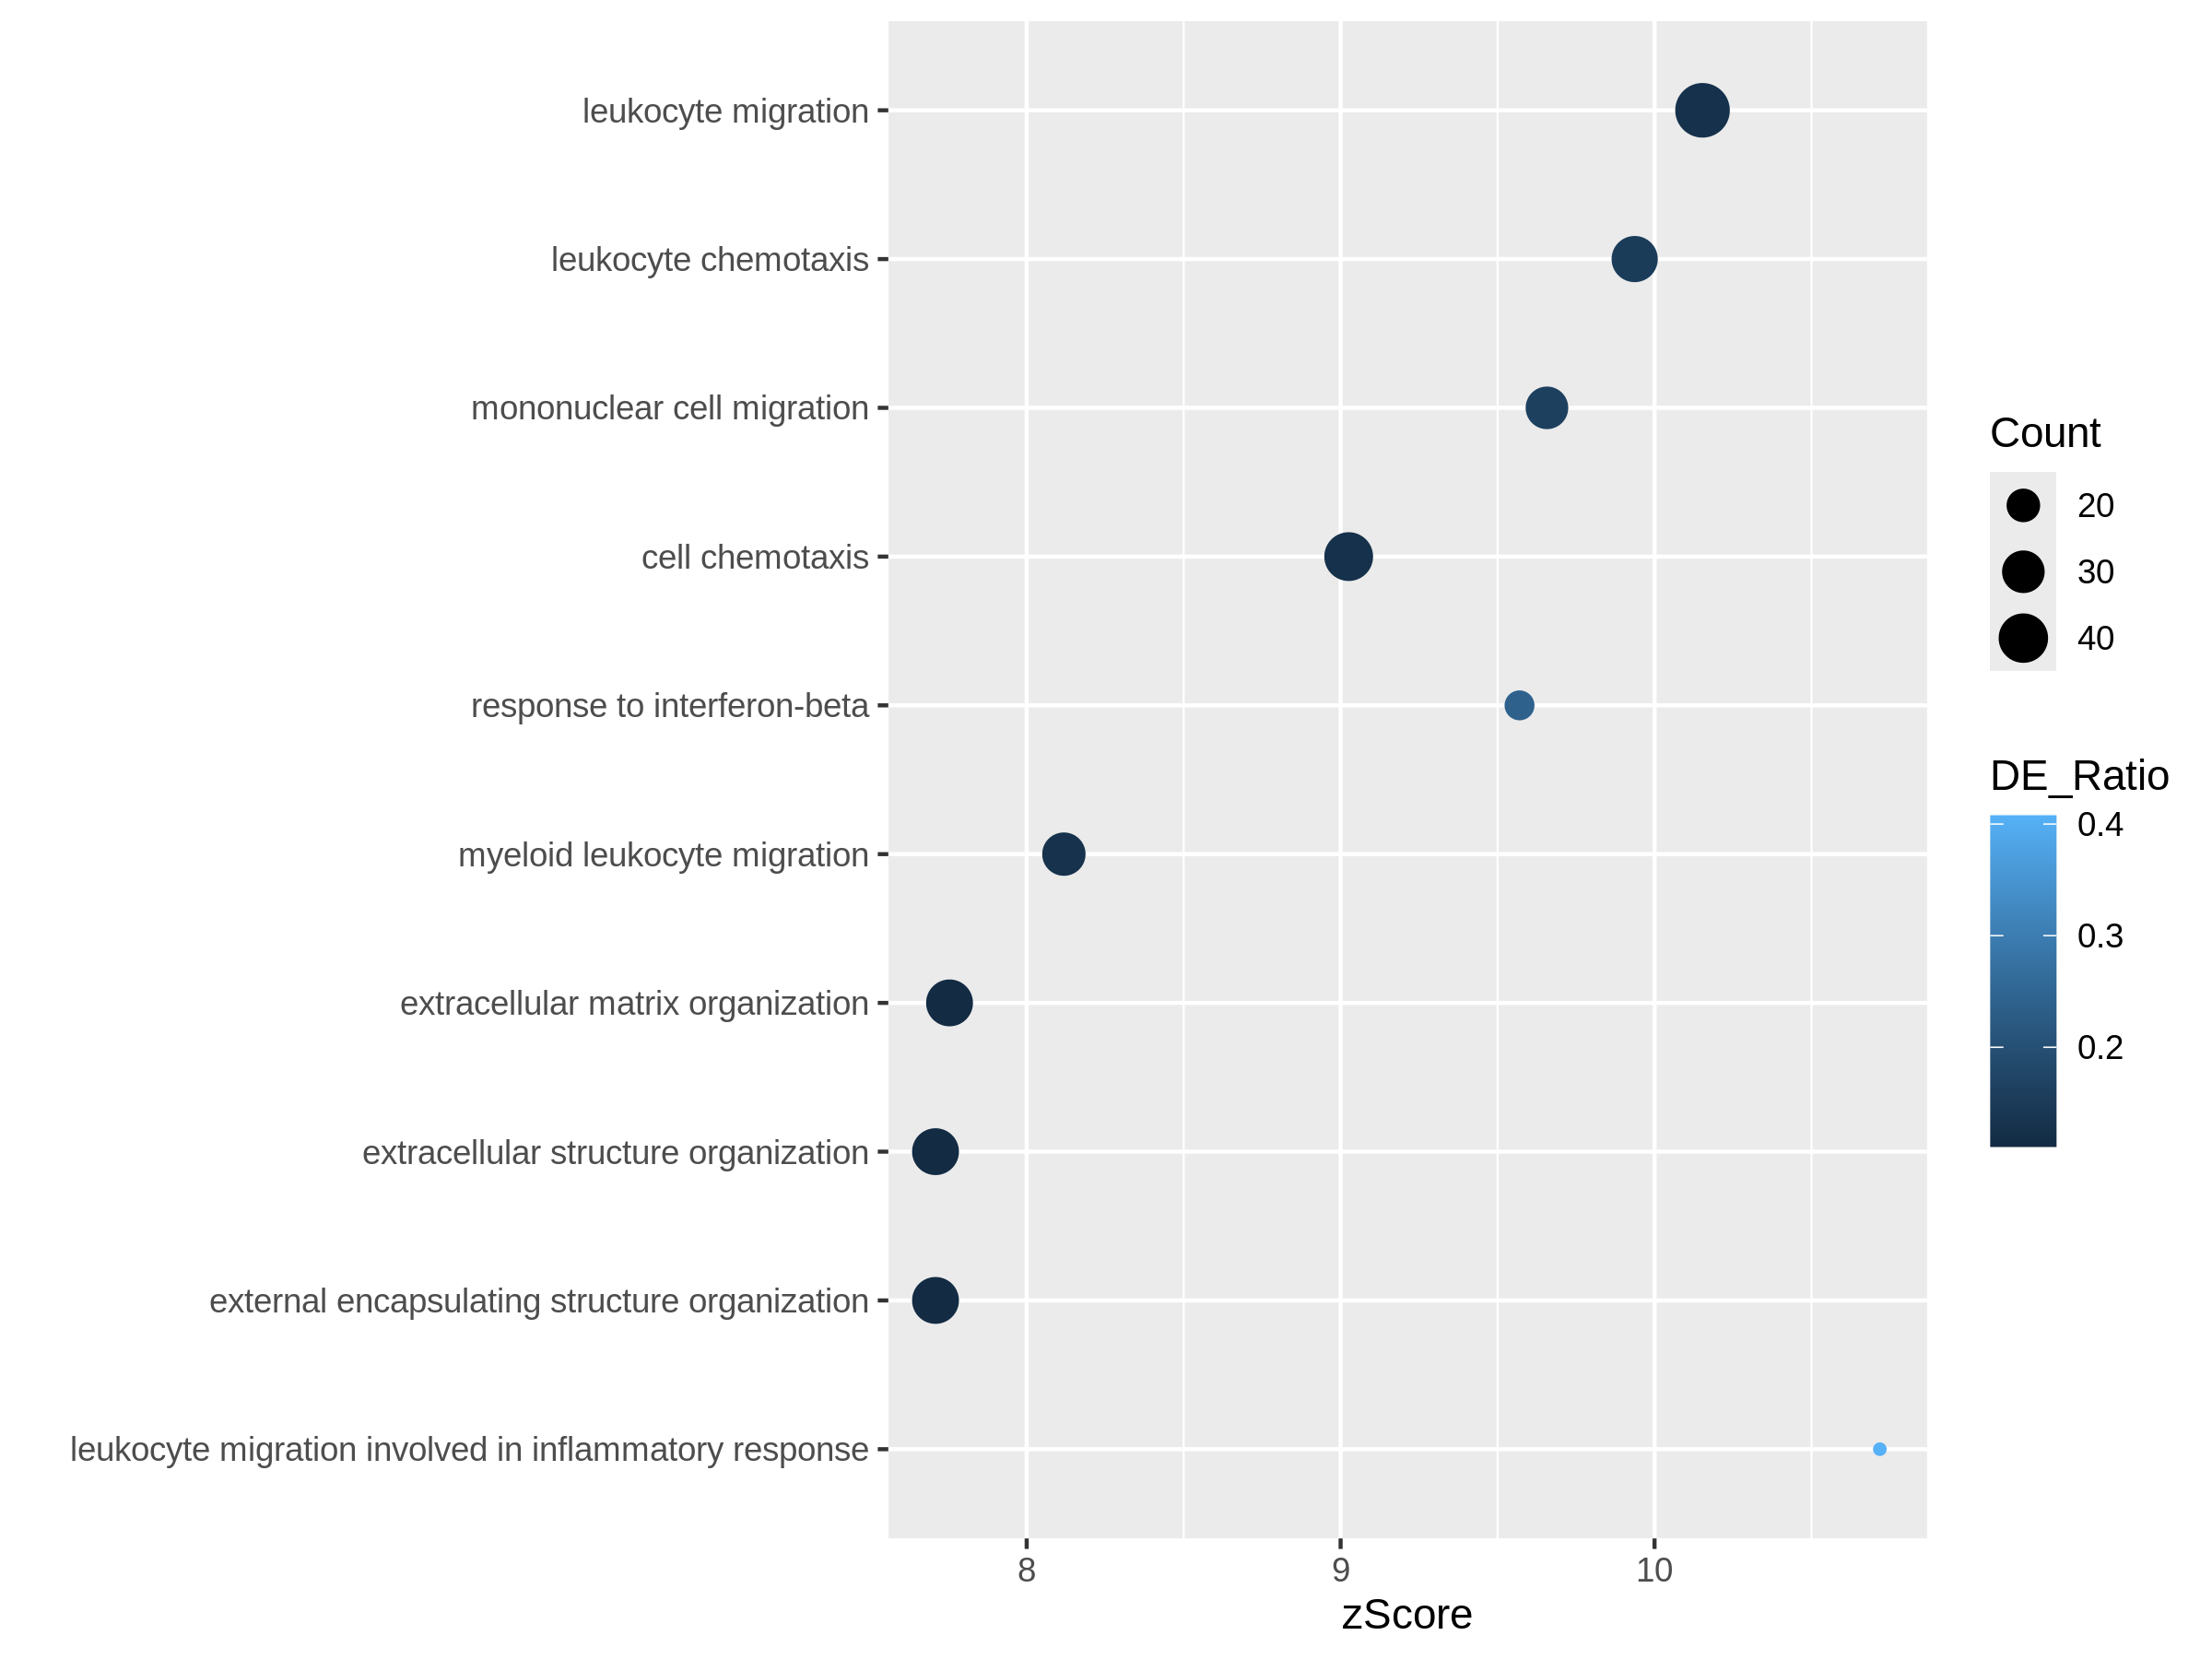 leukocyte migration
leukocyte chemotaxis
mononuclear cell migration
cell chemotaxis
response to interferon-beta
myeloid leukocyte migration
extracellular matrix organization
extracellular structure organization
external encapsulating structure organization
leukocyte migration involved in inflammatory response
8 9 10
zScore
Count
20
30
40
DE_Ratio
0.4
0.3
0.2